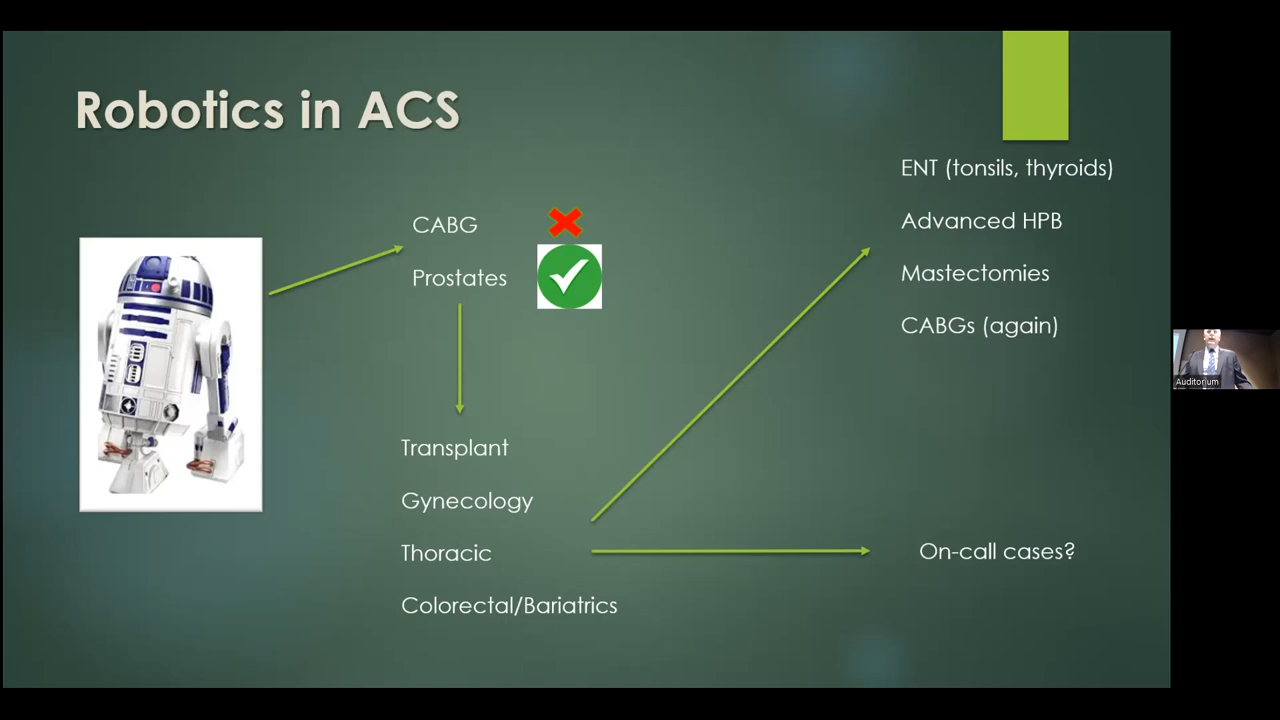 Robotics in ACS
CABG
Prostates
Transplant
Gynecology
Thoracic
Colorectal/Bariatrics
ENT (tonsils, thyroids)
Advanced HPB
Mastectomies
CABGs (again)
On-call cases?
Auditorium